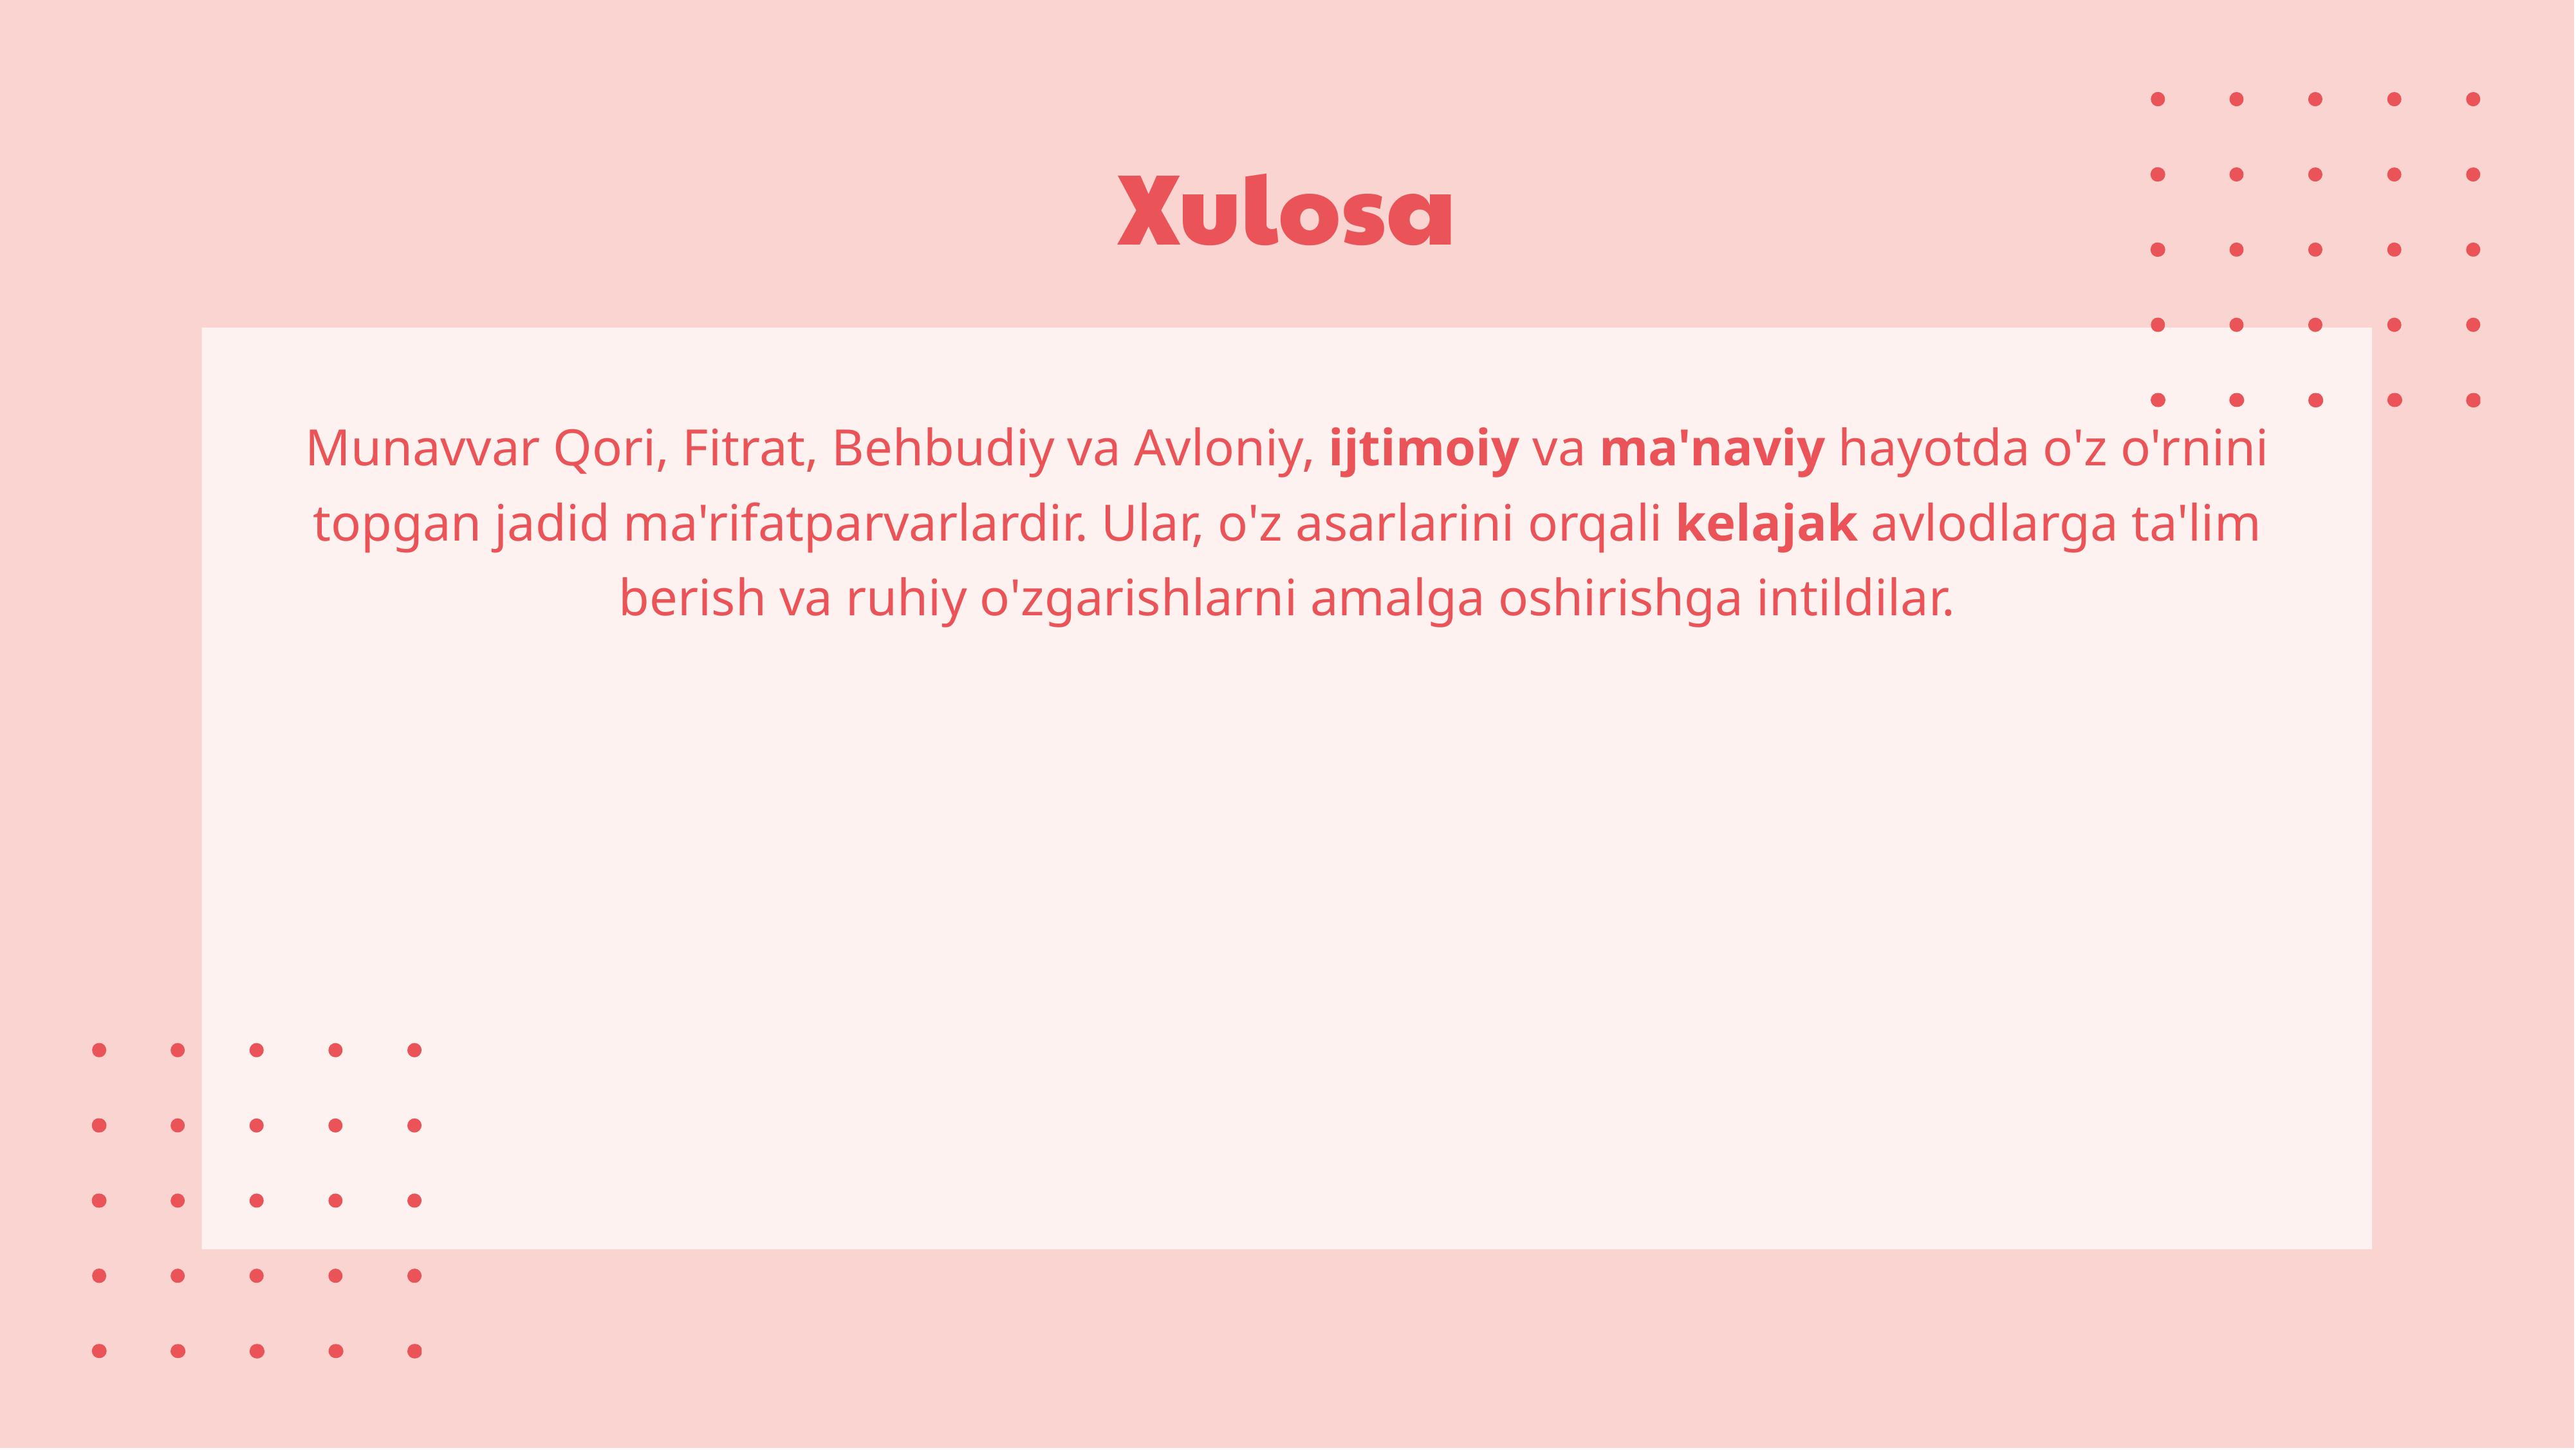 Xulosa
Munavvar Qori, Fitrat, Behbudiy va Avloniy, ijtimoiy va ma'naviy hayotda o'z o'rnini
topgan jadid ma'rifatparvarlardir. Ular, o'z asarlarini orqali kelajak avlodlarga ta'lim
berish va ruhiy o'zgarishlarni amalga oshirishga intildilar.